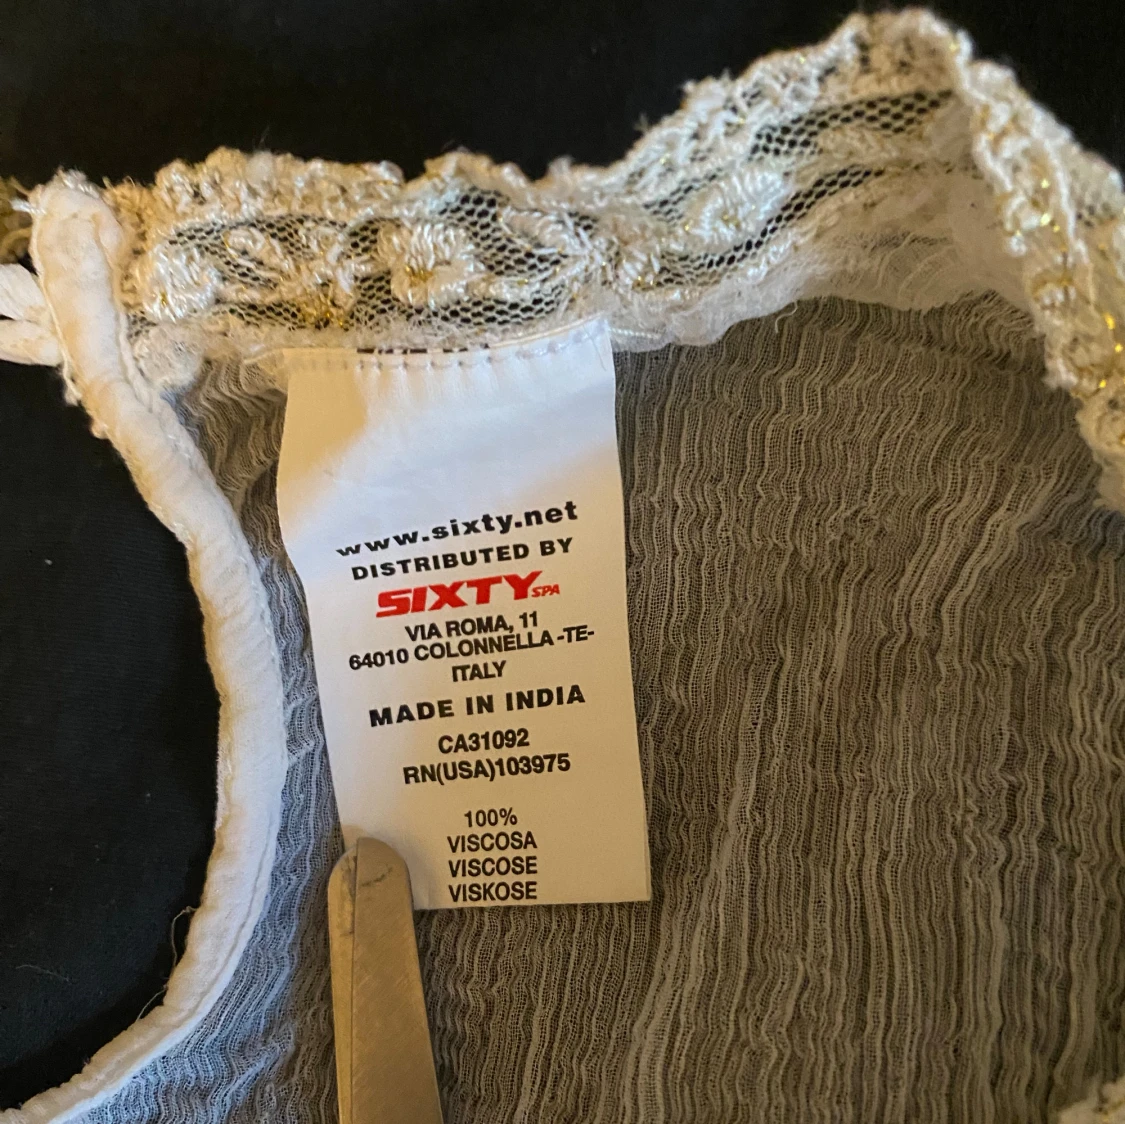 www.sixty.net
DISTRIBUTED BY
SIXTY SPA
VIA ROMA, 11
64010 COLONNELLA -TE-
ITALY
MADE IN INDIA
CA31092
RN(USA)103975
100%
VISCOSA
VISCOSE
VISKOSE